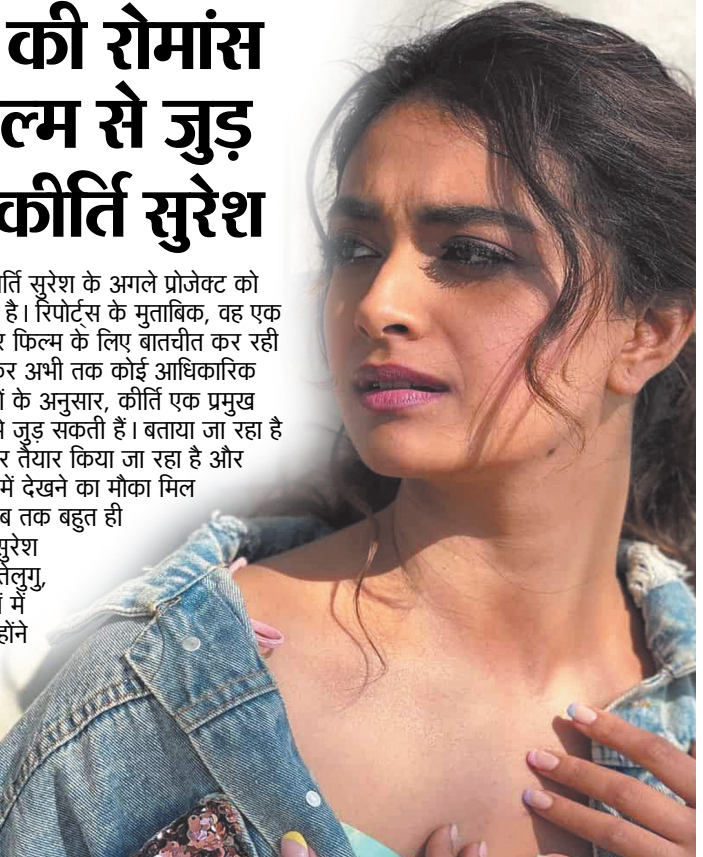 की रोमांस
ल्म से जुड़
कीर्ति सुरेश
सुरेश के अगले प्रोजेक्ट को
है। रिपोर्ट्स के मुताबिक, वह एक
फिल्म के लिए बातचीत कर रही
अभी तक कोई आधिकारिक
के अनुसार, कीर्ति एक प्रमुख
जुड़ सकती हैं। बताया जा रहा है
तैयार किया जा रहा है और
में देखने का मौका मिल
तक बहुत ही
सुरेश
तेलुगु,
में